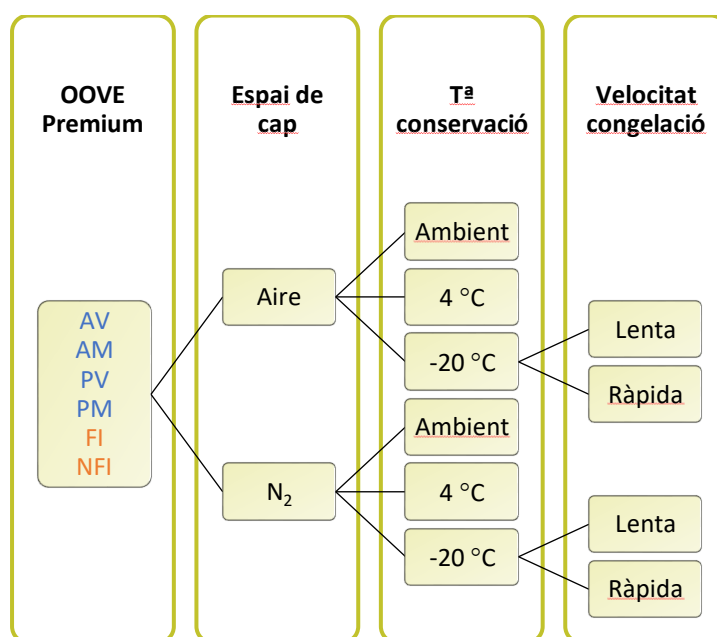 OOVE
Premium
Espai de
cap
Tª
conservació
Velocitat
congelació
AV
AM
PV
PM
FI
NFI
Aire
N₂
Ambient
4 °C
-20 °C
Ambient
4 °C
-20 °C
Lenta
Ràpida
Lenta
Ràpida